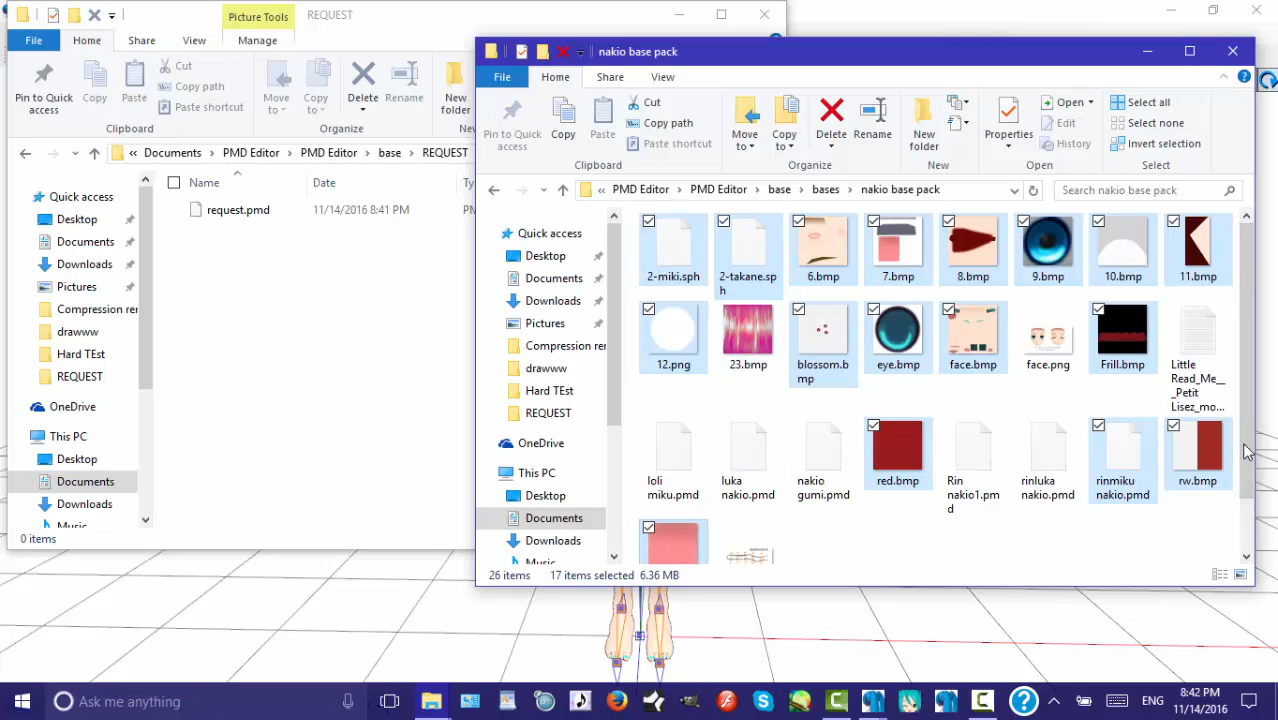 Picture Tools
REQUEST
File
Home
Share
View
Manage
Pin to Quick access
Copy
Paste
Cut
Copy path
Paste shortcut
Clipboard
Move to
Copy to
Delete
Rename
New folder
Organize
« Documents > PMD Editor > PMD Editor > base > REQUEST
Name
Date
request.pmd
11/14/2016 8:41 PM
Quick access
Desktop
Documents
Downloads
Pictures
Compression rer
drawww
Hard TEst
REQUEST
OneDrive
This PC
Desktop
Documents
Downloads
Music
0 items
nakio base pack
File
Home
Share
View
Pin to Quick access
Copy
Paste
Cut
Copy path
Paste shortcut
Clipboard
Move to
Copy to
Delete
Rename
Organize
New folder
New
Properties
Open
Edit
History
Open
Select all
Select none
Invert selection
Select
« PMD Editor > PMD Editor > base > bases > nakio base pack
Search nakio base pack
Quick access
Desktop
Documents
Downloads
Pictures
Compression rer
drawww
Hard TEst
REQUEST
OneDrive
This PC
Desktop
Documents
Downloads
Music
2-miki.sph
2-takane.sph
6.bmp
7.bmp
8.bmp
9.bmp
10.bmp
11.bmp
12.png
23.bmp
blossom.bmp
eye.bmp
face.bmp
face.png
Frill.bmp
Little Read_Me__ _Petit Lisez_mo...
loli miku.pmd
luka nakio.pmd
nakio gumi.pmd
red.bmp
Rin nakio1.pmd
rinluka nakio.pmd
rinmiku nakio.pmd
rw.bmp
26 items
17 items selected 6.36 MB
Ask me anything
ENG
8:42 PM
11/14/2016